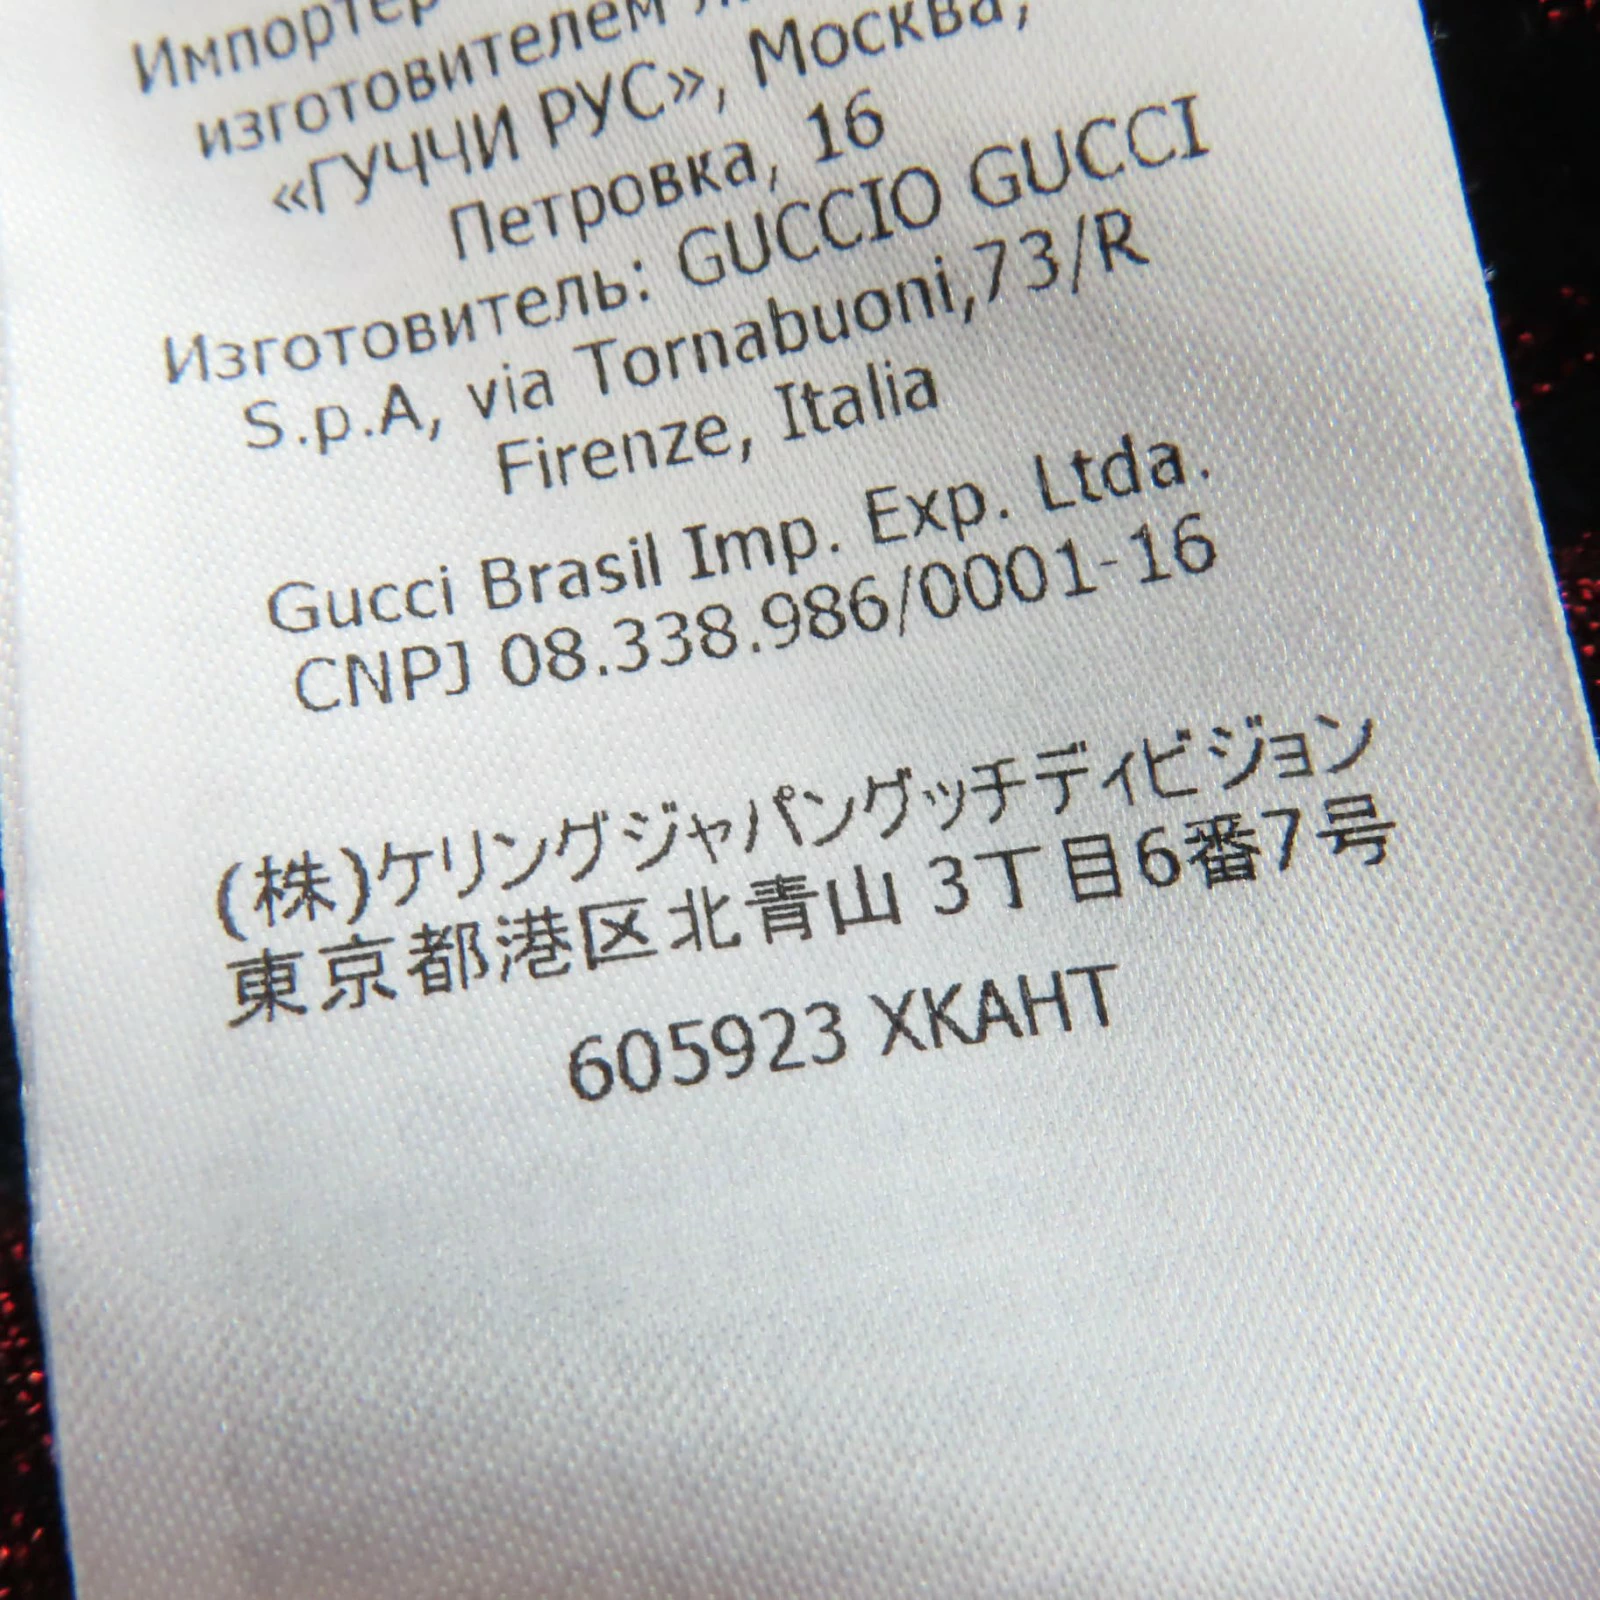 Импортер
изготовителем
«ГУЧЧИ РУС», Москва,
Петровка, 16
Изготовитель: GUCCIO GUCCI
S.p.A, via Tornabuoni,73/R
Firenze, Italia
Gucci Brasil Imp. Exp. Ltda.
CNPJ 08.338.986/0001-16
(株)ケリングジャパングッチディビジョン
東京都港区北青山 3丁目6番7号
605923 XKAHT